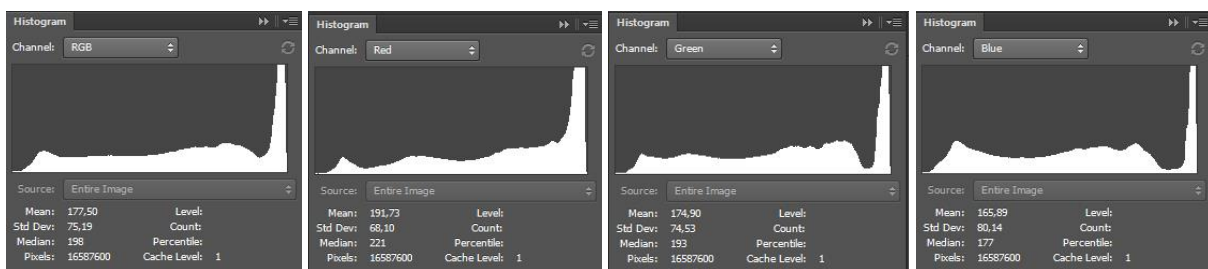 Histogram
Channel: RGB
Source: Entire Image
Mean: 177,50 Level:
Std Dev: 75,19 Count:
Median: 198 Percentile:
Pixels: 16587600 Cache Level: 1
Histogram
Channel: Red
Source: Entire Image
Mean: 191,73 Level:
Std Dev: 68,10 Count:
Median: 221 Percentile:
Pixels: 16587600 Cache Level: 1
Histogram
Channel: Green
Source: Entire Image
Mean: 174,90 Level:
Std Dev: 74,53 Count:
Median: 193 Percentile:
Pixels: 16587600 Cache Level: 1
Histogram
Channel: Blue
Source: Entire Image
Mean: 165,89 Level:
Std Dev: 80,14 Count:
Median: 177 Percentile:
Pixels: 16587600 Cache Level: 1